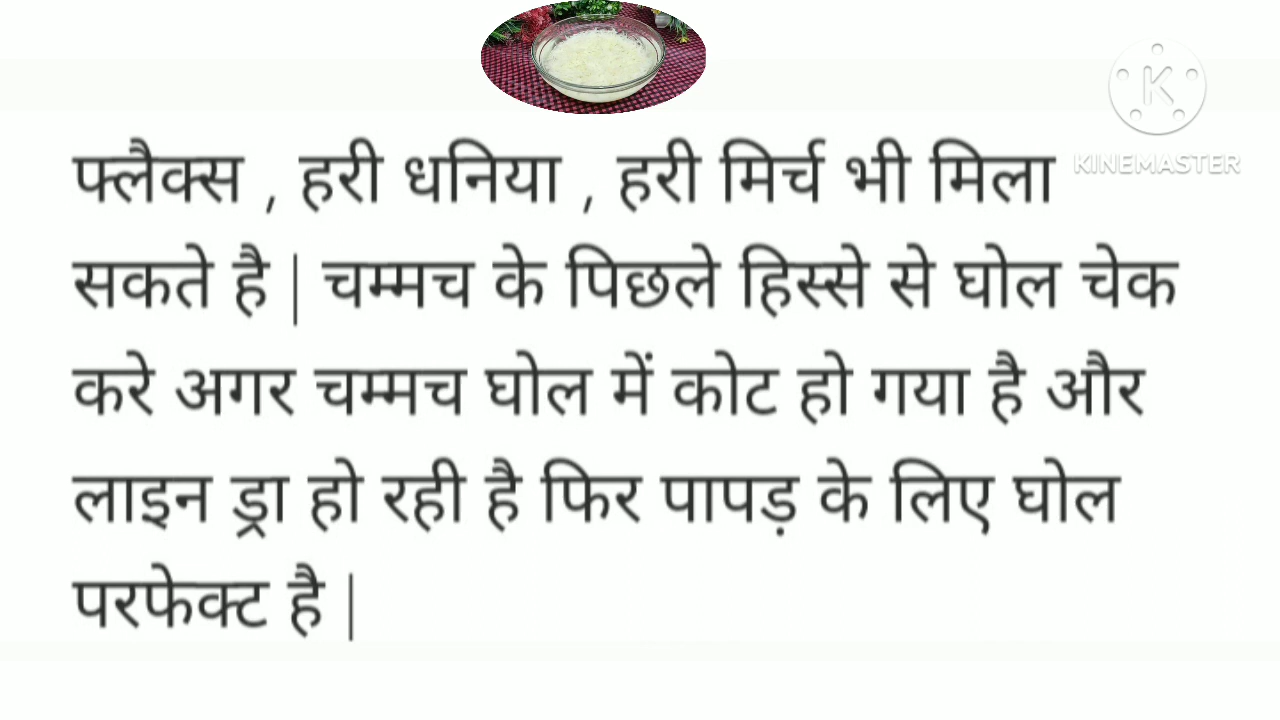 K
KINEMASTER
फ्लैक्स , हरी धनिया , हरी मिर्च भी मिला
सकते है | चम्मच के पिछले हिस्से से घोल चेक
करे अगर चम्मच घोल में कोट हो गया है और
लाइन ड्रा हो रही है फिर पापड़ के लिए घोल
परफेक्ट है |